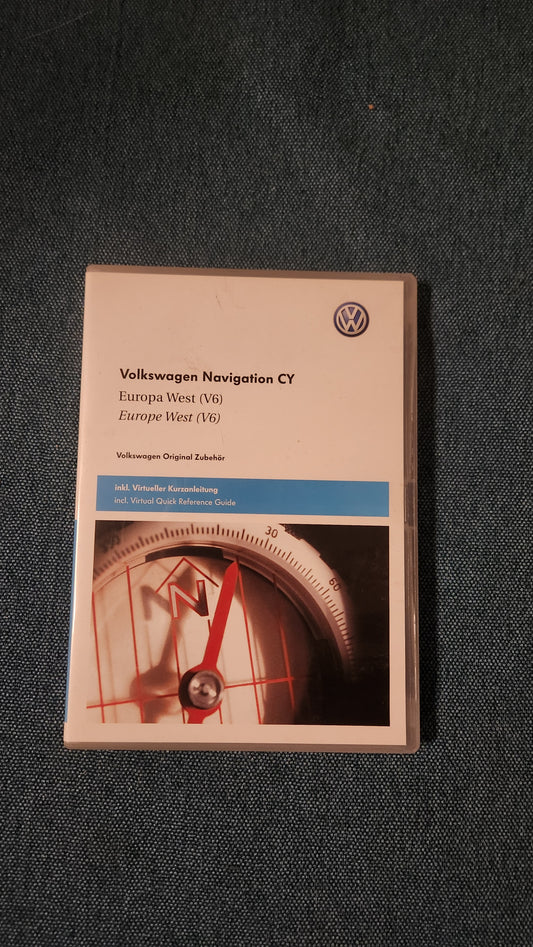 Volkswagen Navigation CY
Europa West (V6)
Europe West (V6)
Volkswagen Original Zubehör
inkl. Virtueller Kurzanleitung
incl. Virtual Quick Reference Guide
30
60
N